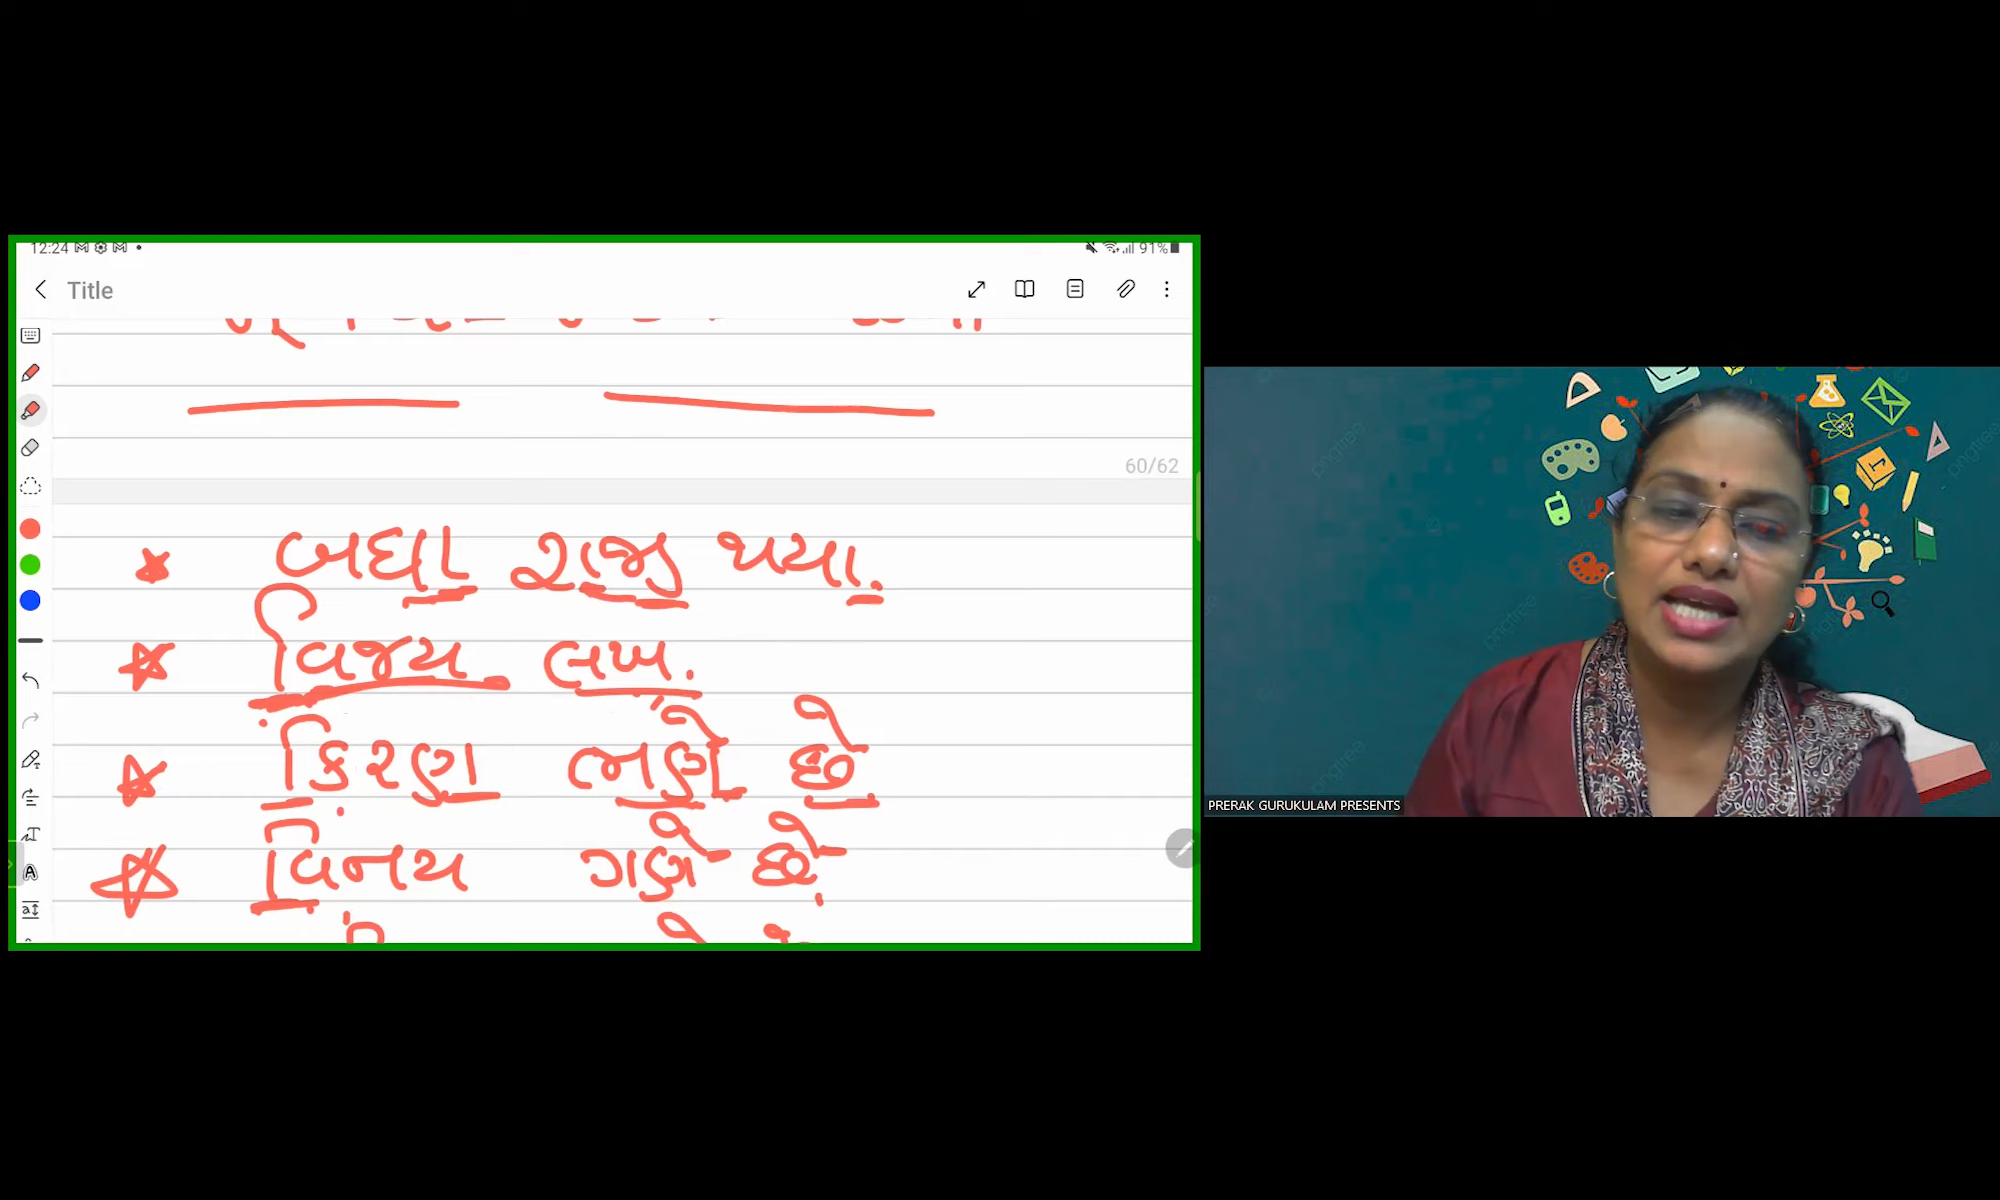 12:24
91%
Title
60/62
બધા રાજી થયા.
વિજય લખ.
કિરણ ભણે છે.
વિનય ગણે છે.
PRERAK GURUKULAM PRESENTS